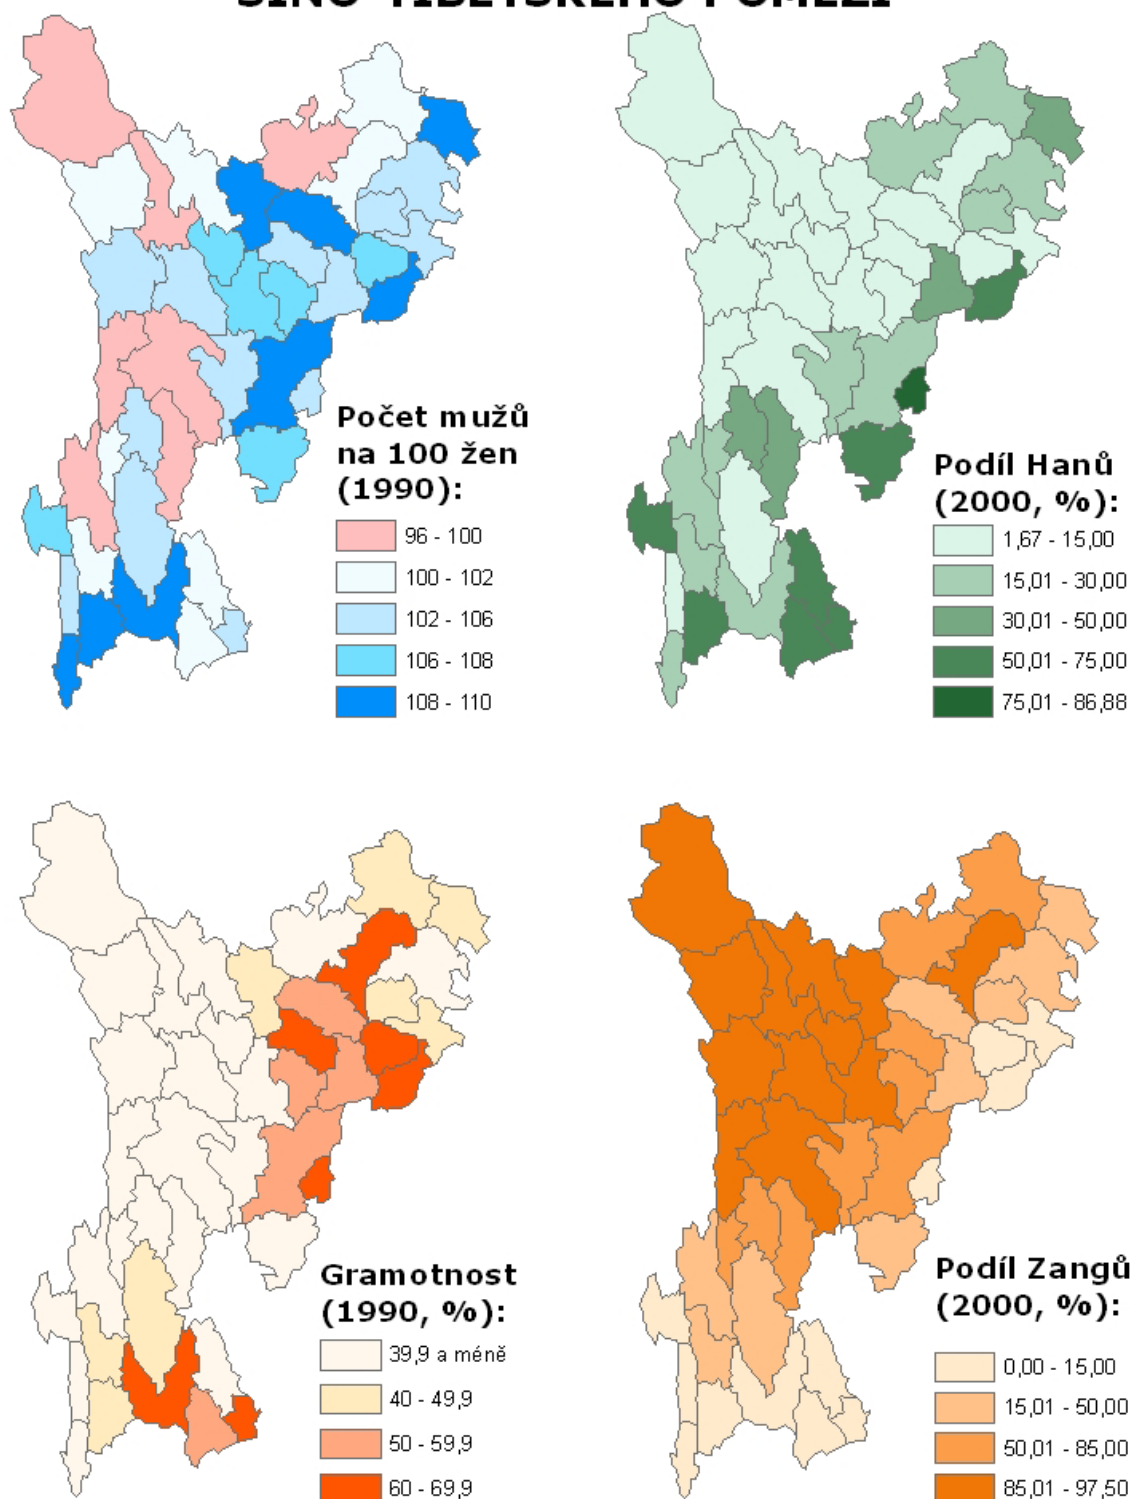 SINO-TIBETSKÉHO POMEZÍ
Počet mužů
na 100 žen
(1990):
96 - 100
100 - 102
102 - 106
106 - 108
108 - 110
Podíl Hanů
(2000, %):
1,67 - 15,00
15,01 - 30,00
30,01 - 50,00
50,01 - 75,00
75,01 - 86,88
Gramotnost
(1990, %):
39,9 a méně
40 - 49,9
50 - 59,9
60 - 69,9
Podíl Zangů
(2000, %):
0,00 - 15,00
15,01 - 50,00
50,01 - 85,00
85,01 - 97,50